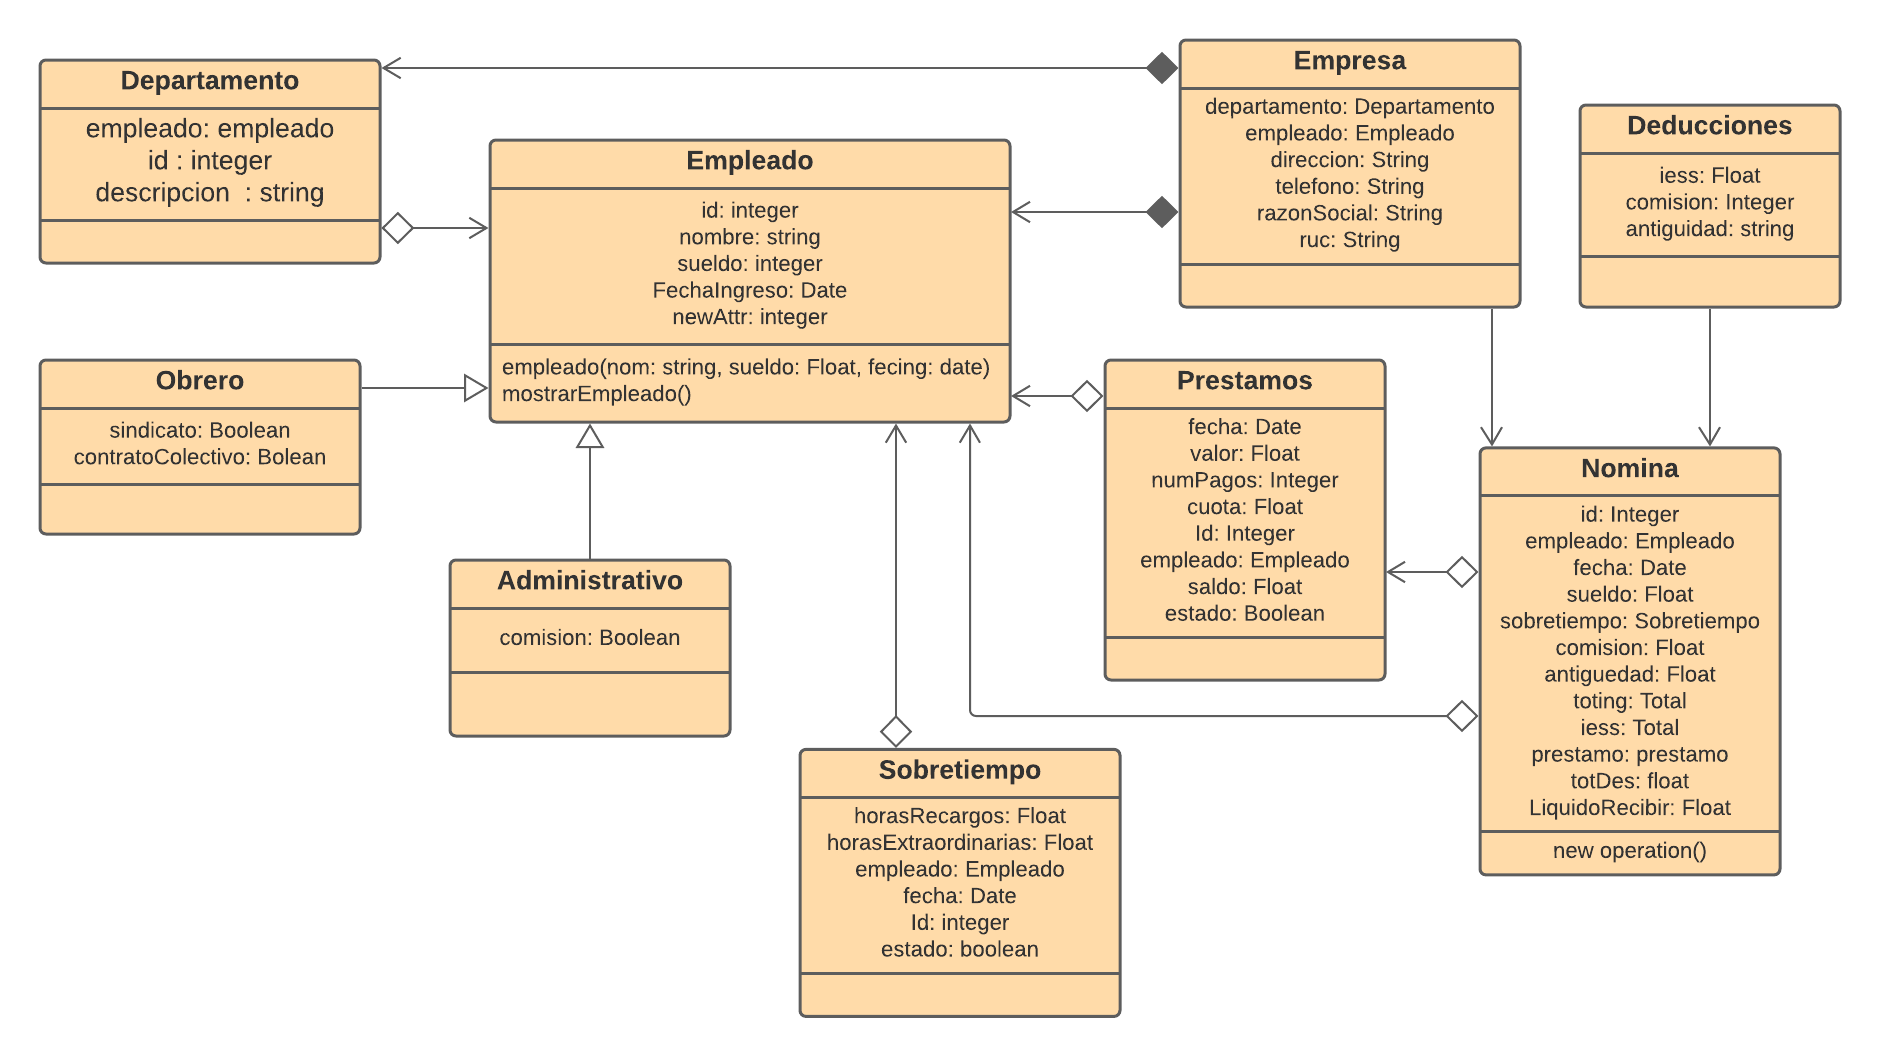 Departamento
empleado: empleado
id : integer
descripcion  : string
Empleado
id: integer
nombre: string
sueldo: integer
FechaIngreso: Date
newAttr: integer
empleado(nom: string, sueldo: Float, fecing: date)
mostrarEmpleado()
Empresa
departamento: Departamento
empleado: Empleado
direccion: String
telefono: String
razonSocial: String
ruc: String
Deducciones
iess: Float
comision: Integer
antiguidad: string
Obrero
sindicato: Boolean
contratoColectivo: Bolean
Administrativo
comision: Boolean
Prestamos
fecha: Date
valor: Float
numPagos: Integer
cuota: Float
Id: Integer
empleado: Empleado
saldo: Float
estado: Boolean
Nomina
id: Integer
empleado: Empleado
fecha: Date
sueldo: Float
sobretiempo: Sobretiempo
comision: Float
antiguedad: Float
toting: Total
iess: Total
prestamo: prestamo
totDes: float
LiquidoRecibir: Float
new operation()
Sobretiempo
horasRecargos: Float
horasExtraordinarias: Float
empleado: Empleado
fecha: Date
Id: integer
estado: boolean